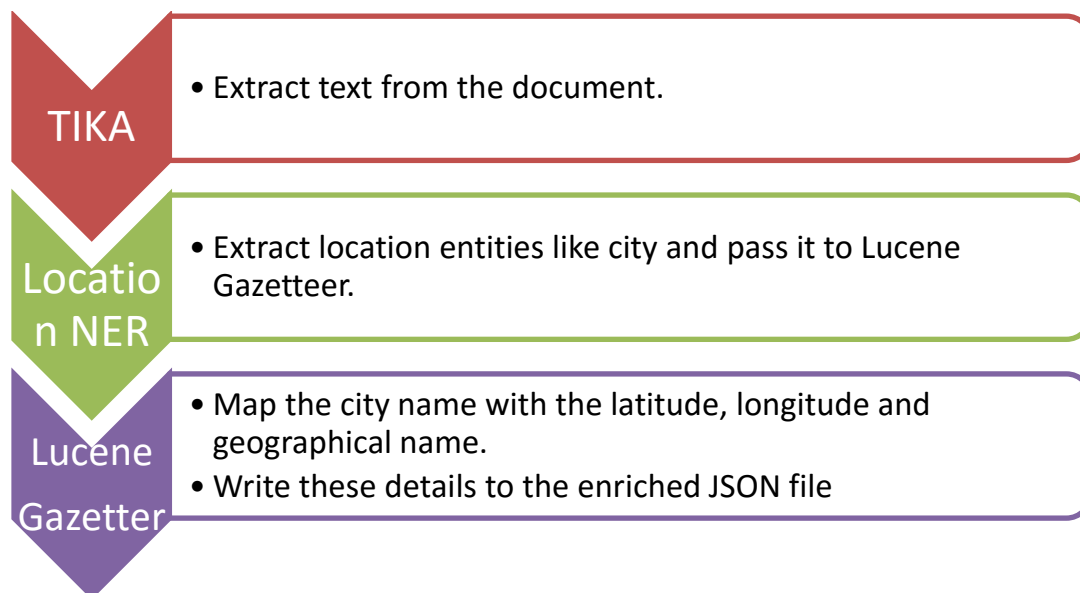 TIKA
• Extract text from the document.
Locatio
n NER
• Extract location entities like city and pass it to Lucene
Gazetteer.
Lucene
Gazetter
• Map the city name with the latitude, longitude and
geographical name.
• Write these details to the enriched JSON file